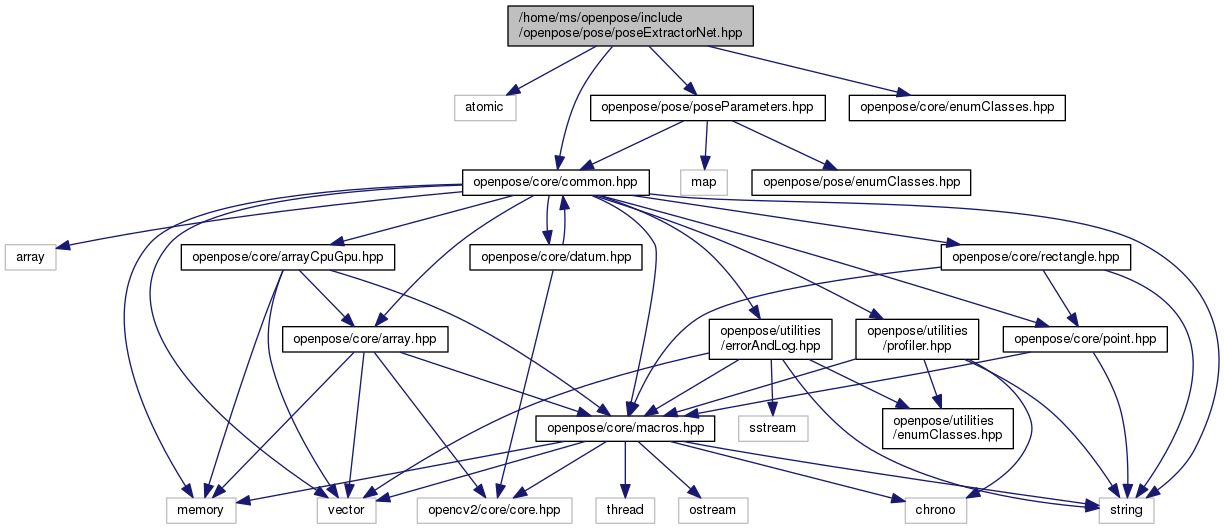 /home/ms/openpose/include
/openpose/pose/poseExtractorNet.hpp
atomic
openpose/pose/poseParameters.hpp
openpose/core/enumClasses.hpp
openpose/core/common.hpp
map
openpose/pose/enumClasses.hpp
array
openpose/core/arrayCpuGpu.hpp
openpose/core/datum.hpp
openpose/core/rectangle.hpp
openpose/core/array.hpp
openpose/utilities
/errorAndLog.hpp
openpose/utilities
/profiler.hpp
openpose/core/point.hpp
openpose/core/macros.hpp
sstream
openpose/utilities
/enumClasses.hpp
memory
vector
opencv2/core/core.hpp
thread
ostream
chrono
string